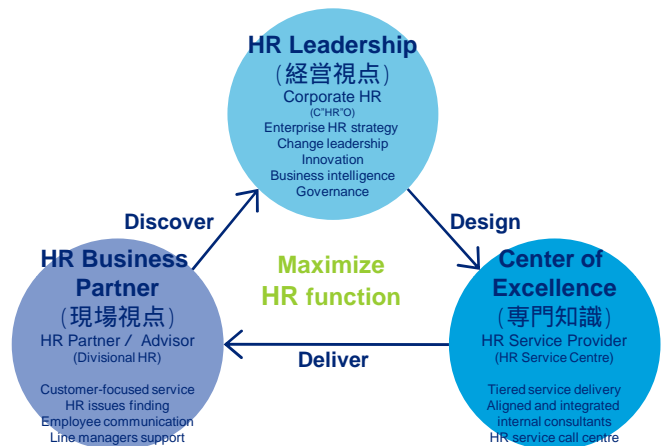 HR Leadership
（経営視点）
Corporate HR
(C"HR"O)
Enterprise HR strategy
Change leadership
Innovation
Business intelligence
Governance
Discover
Design
Maximize
HR function
HR Business
Partner
（現場視点）
HR Partner／ Advisor
(Divisional HR)
Customer-focused service
HR issues finding
Employee communication
Line managers support
Deliver
Center of
Excellence
（専門知識）
HR Service Provider
(HR Service Centre)
Tiered service delivery
Aligned and integrated
internal consultants
HR service call centre